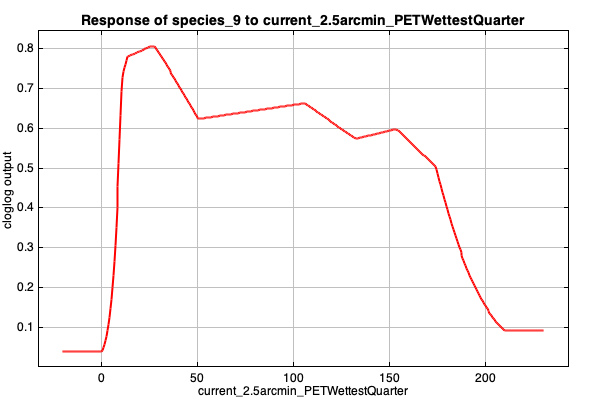 Response of species_9 to current_2.5arcmin_PETWettestQuarter
0.8
0.7
0.6
0.5
0.4
0.3
0.2
0.1
cloglog output
0 50 100 150 200
current_2.5arcmin_PETWettestQuarter